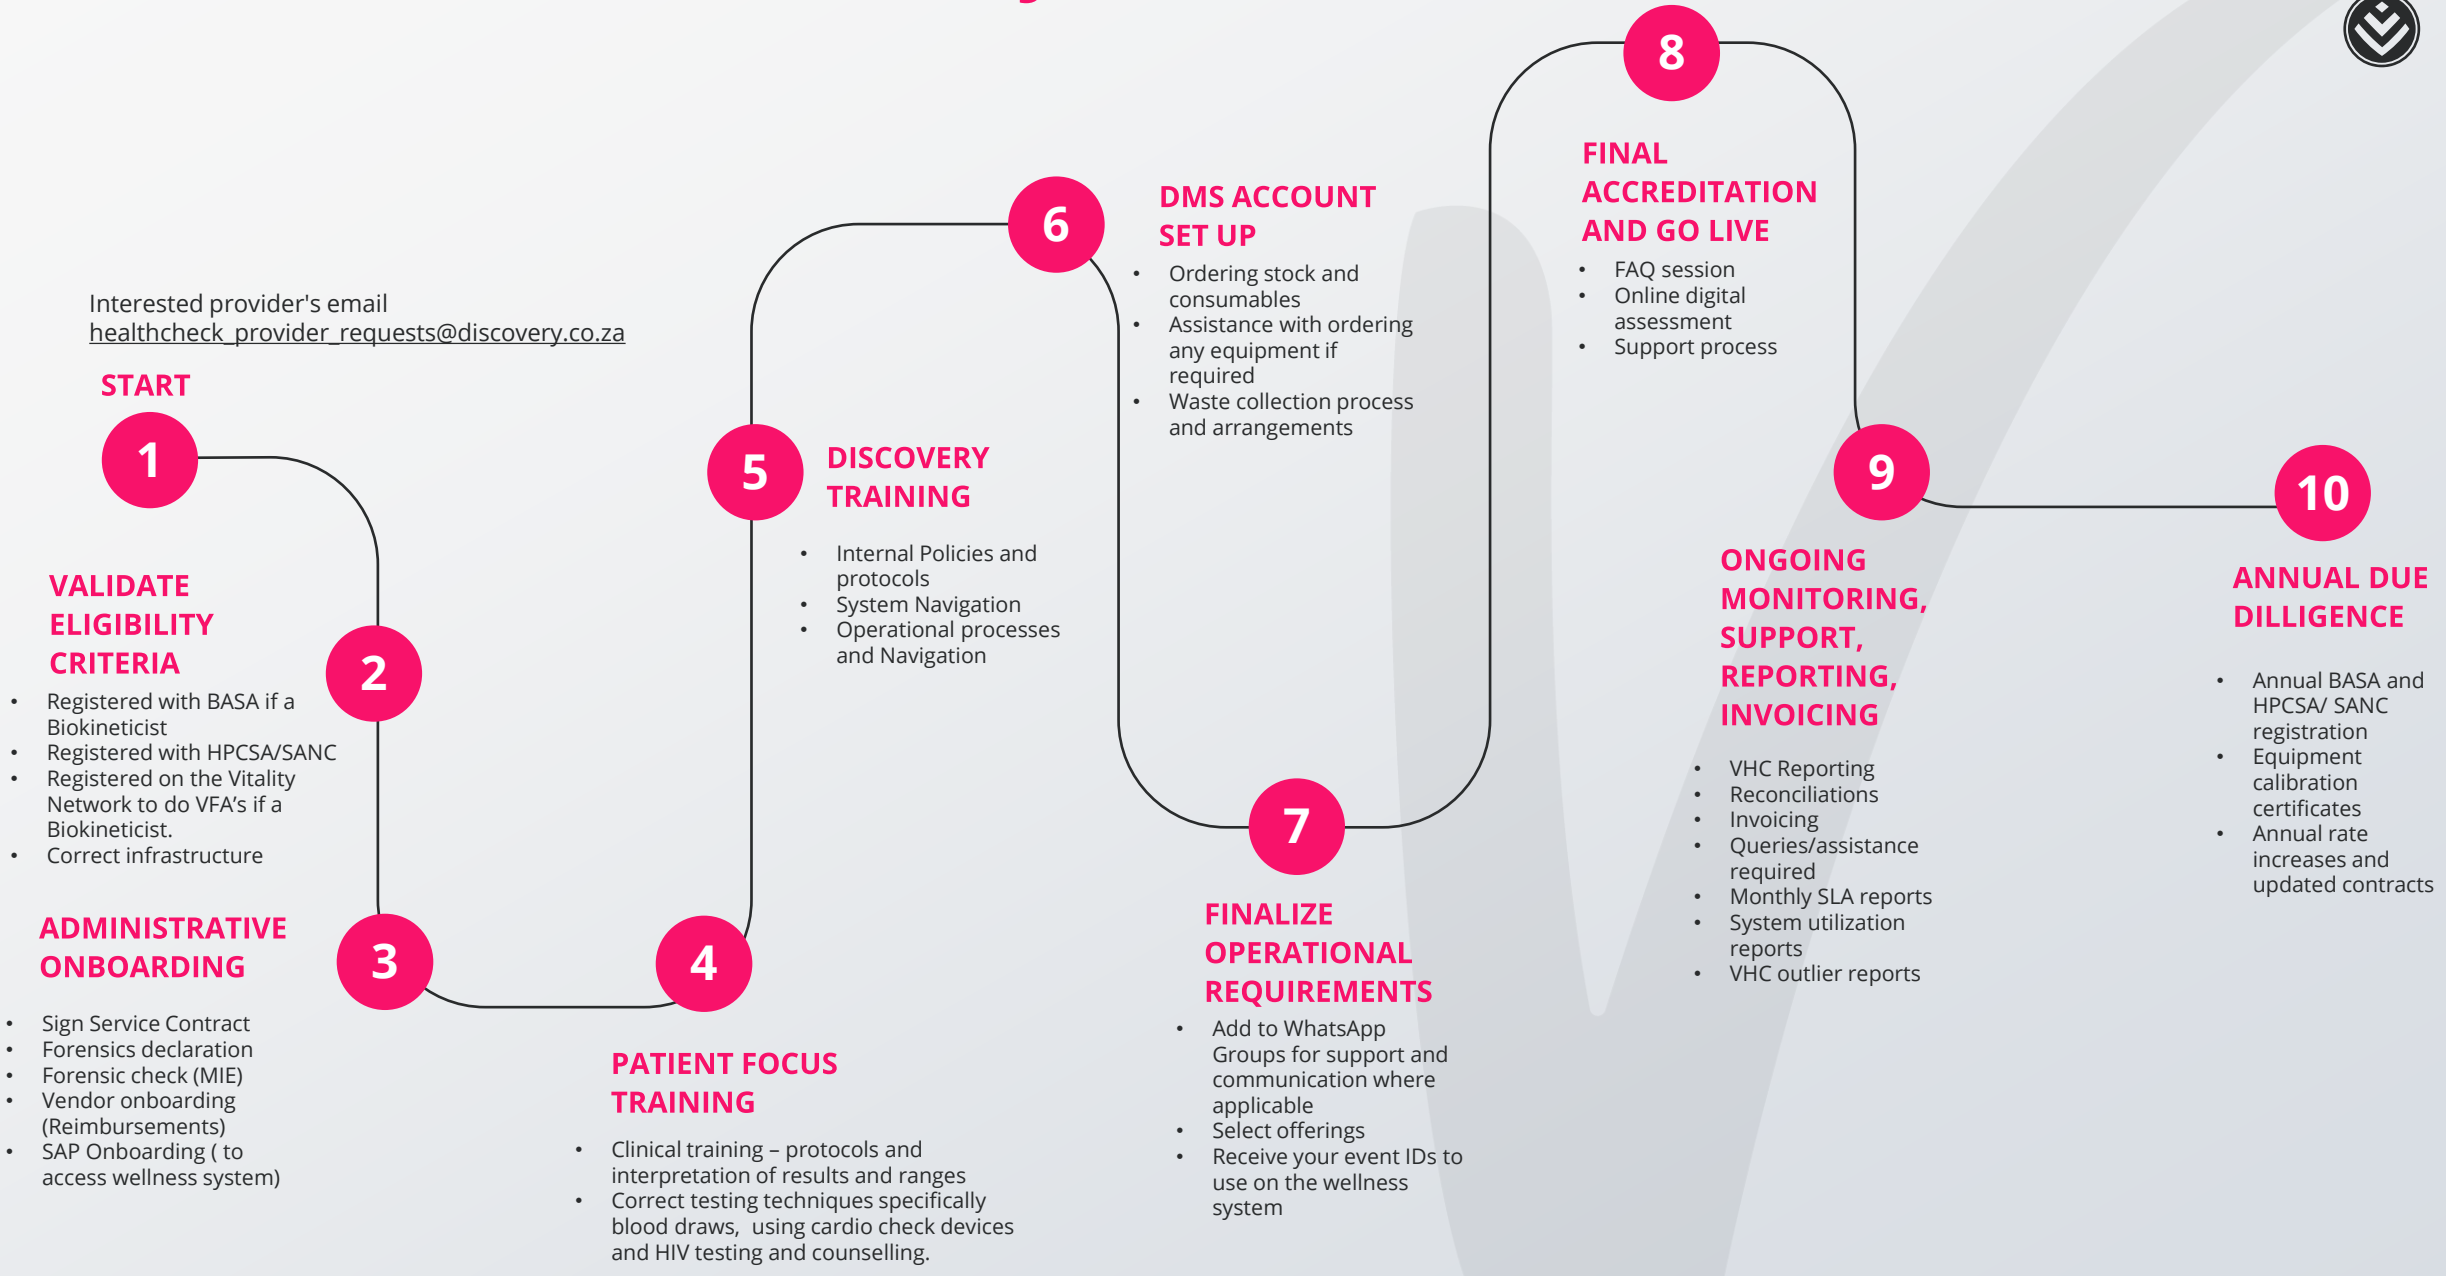 Interested provider's email
healthcheck_provider_requests@discovery.co.za
START
1
VALIDATE
ELIGIBILITY
CRITERIA
2
• Registered with BASA if a
Biokineticist
• Registered with HPCSA/SANC
• Registered on the Vitality
Network to do VFA's if a
Biokineticist.
• Correct infrastructure
ADMINISTRATIVE
ONBOARDING
3
• Sign Service Contract
• Forensics declaration
• Forensic check (MIE)
• Vendor onboarding
(Reimbursements)
• SAP Onboarding ( to
access wellness system)
4
PATIENT FOCUS
TRAINING
• Clinical training – protocols and
interpretation of results and ranges
• Correct testing techniques specifically
blood draws,  using cardio check devices
and HIV testing and counselling.
5
DISCOVERY
TRAINING
• Internal Policies and
protocols
• System Navigation
• Operational processes
and Navigation
6
DMS ACCOUNT
SET UP
• Ordering stock and
consumables
• Assistance with ordering
any equipment if
required
• Waste collection process
and arrangements
7
FINALIZE
OPERATIONAL
REQUIREMENTS
• Add to WhatsApp
Groups for support and
communication where
applicable
• Select offerings
• Receive your event IDs to
use on the wellness
system
8
FINAL
ACCREDITATION
AND GO LIVE
• FAQ session
• Online digital
assessment
• Support process
9
ONGOING
MONITORING,
SUPPORT,
REPORTING,
INVOICING
• VHC Reporting
• Reconciliations
• Invoicing
• Queries/assistance
required
• Monthly SLA reports
• System utilization
reports
• VHC outlier reports
10
ANNUAL DUE
DILLIGENCE
• Annual BASA and
HPCSA/ SANC
registration
• Equipment
calibration
certificates
• Annual rate
increases and
updated contracts